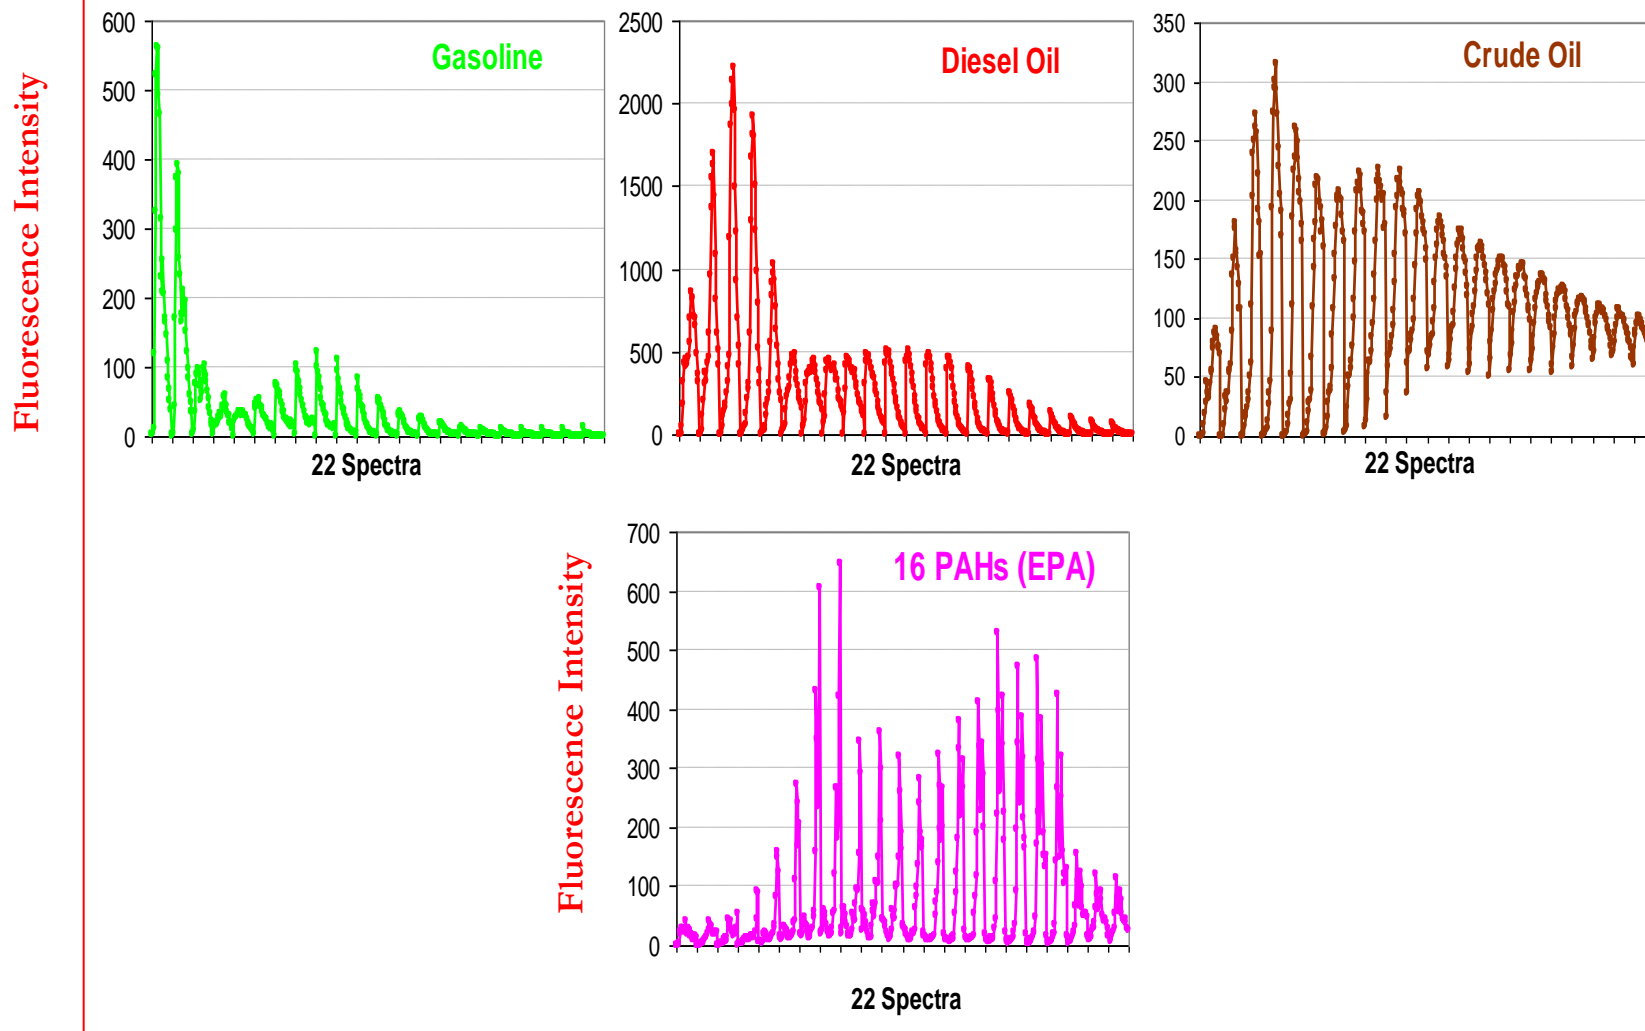 Fluorescence Intensity
600
500
400
300
200
100
0
Gasoline
22 Spectra
2500
2000
1500
1000
500
0
Diesel Oil
22 Spectra
350
300
250
200
150
100
50
0
Crude Oil
22 Spectra
Fluorescence Intensity
700
600
500
400
300
200
100
0
16 PAHs (EPA)
22 Spectra